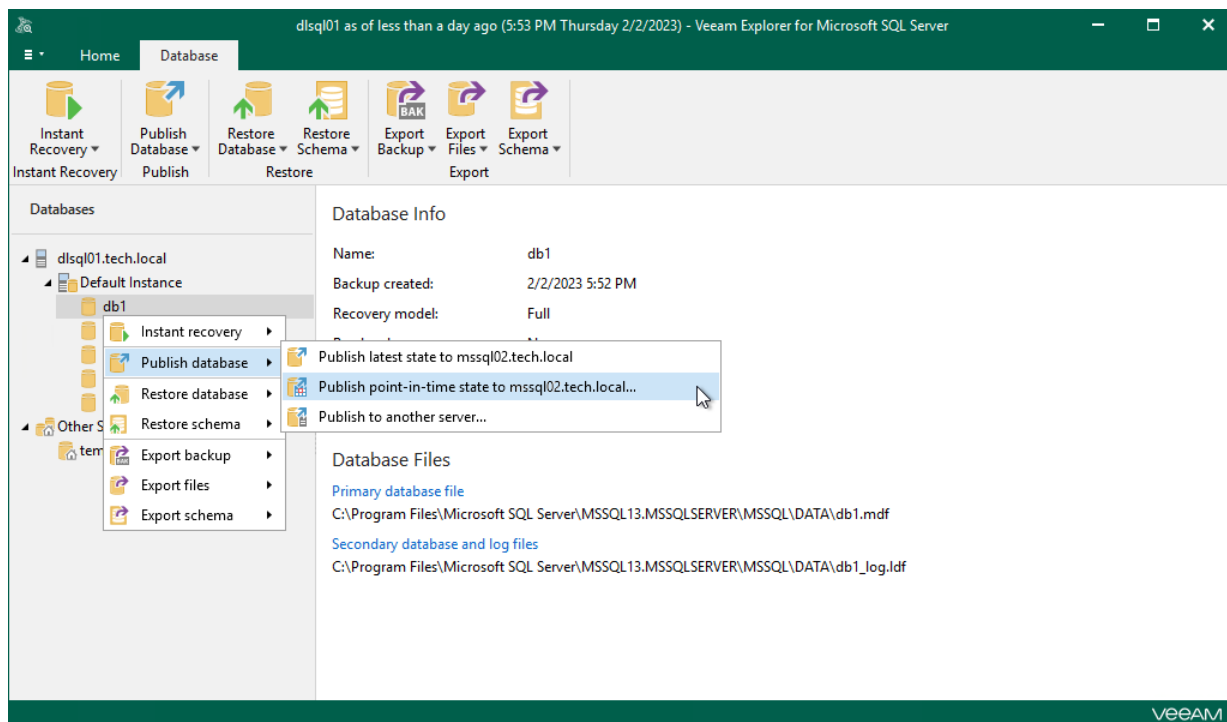 dlsql01 as of less than a day ago (5:53 PM Thursday 2/2/2023) - Veeam Explorer for Microsoft SQL Server
Home Database
Instant Recovery
Publish Database
Restore Database
Restore Schema
Export Backup
BAK
Export Files
Export Schema
Instant Recovery Publish Restore Export
Databases
dlsql01.tech.local
Default Instance
db1
Other S
tem
Instant recovery
Publish database
Restore database
Restore schema
Export backup
Export files
Export schema
Publish latest state to mssql02.tech.local
Publish point-in-time state to mssql02.tech.local...
Publish to another server...
Database Info
Name: db1
Backup created: 2/2/2023 5:52 PM
Recovery model: Full
Database Files
Primary database file
C:\Program Files\Microsoft SQL Server\MSSQL13.MSSQLSERVER\MSSQL\DATA\db1.mdf
Secondary database and log files
C:\Program Files\Microsoft SQL Server\MSSQL13.MSSQLSERVER\MSSQL\DATA\db1_log.ldf
veeAM